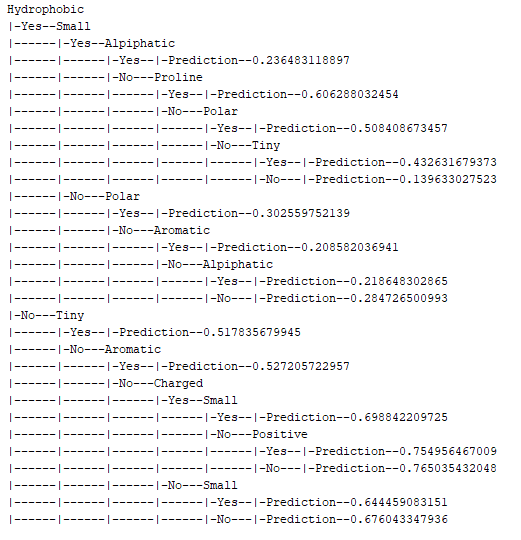 Hydrophobic
|-Yes--Small
|------|-Yes--Alpiphatic
|------|------|-Yes--|-Prediction--0.236483118897
|------|------|-No---Proline
|------|------|------|-Yes--|-Prediction--0.606288032454
|------|------|------|-No---Polar
|------|------|------|------|-Yes--|-Prediction--0.508408673457
|------|------|------|------|-No---Tiny
|------|------|------|------|------|-Yes--|-Prediction--0.432631679373
|------|------|------|------|------|-No---|-Prediction--0.139633027523
|------|-No---Polar
|------|------|-Yes--|-Prediction--0.302559752139
|------|------|-No---Aromatic
|------|------|------|-Yes--|-Prediction--0.208582036941
|------|------|------|-No---Alpiphatic
|------|------|------|------|-Yes--|-Prediction--0.218648302865
|------|------|------|------|-No---|-Prediction--0.284726500993
|-No---Tiny
|------|-Yes--|-Prediction--0.517835679945
|------|-No---Aromatic
|------|------|-Yes--|-Prediction--0.527205722957
|------|------|-No---Charged
|------|------|------|-Yes--Small
|------|------|------|------|-Yes--|-Prediction--0.698842209725
|------|------|------|------|-No---Positive
|------|------|------|------|------|-Yes--|-Prediction--0.754956467009
|------|------|------|------|------|-No---|-Prediction--0.765035432048
|------|------|------|-No---Small
|------|------|------|------|-Yes--|-Prediction--0.644459083151
|------|------|------|------|-No---|-Prediction--0.676043347936